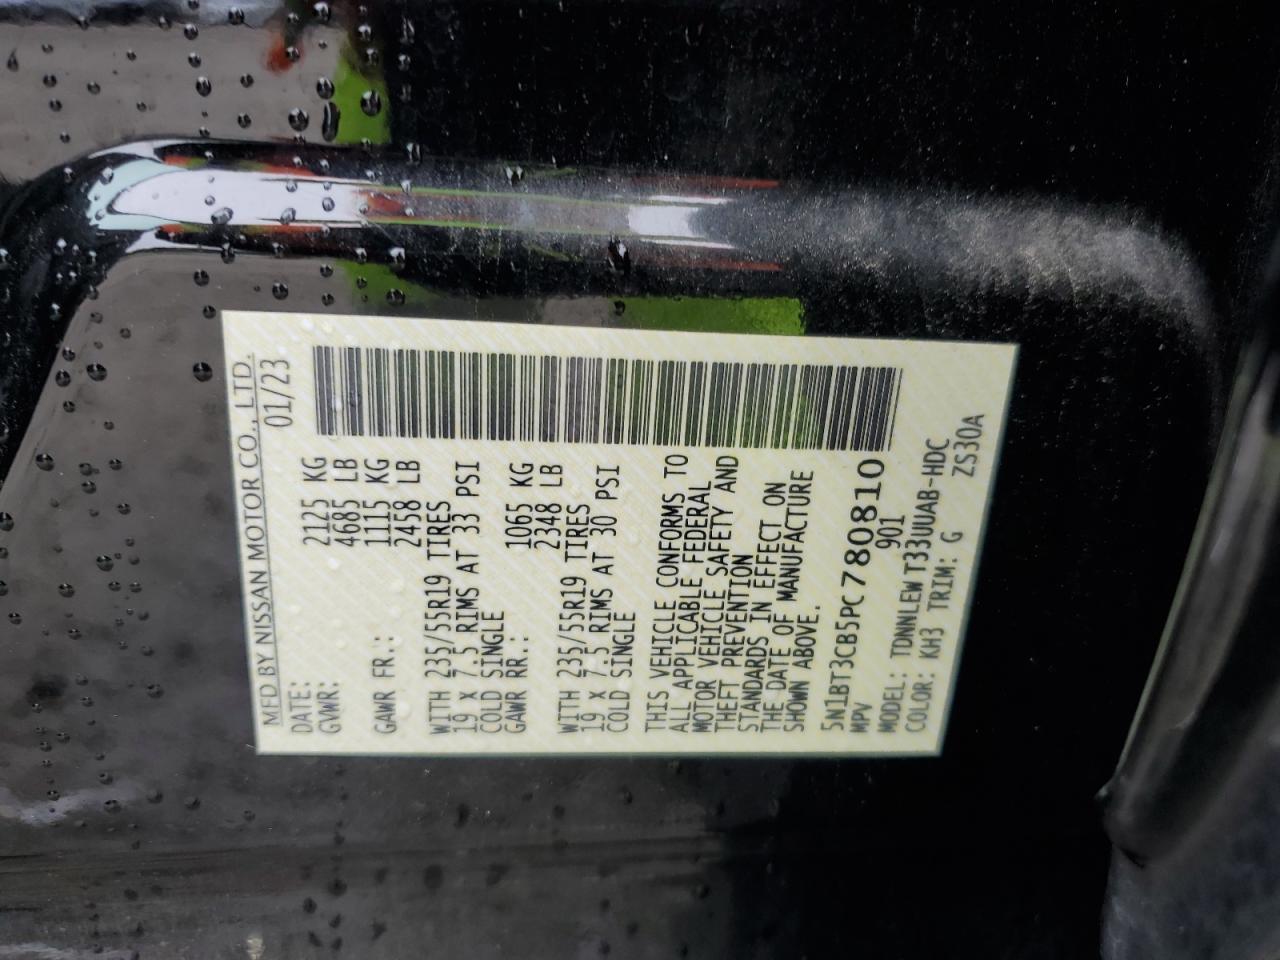 MFD BY NISSAN MOTOR CO., LTD.
DATE: 01/23
GVWR: 2125 KG
4685 LB
GAWR FR.: 1115 KG
2458 LB
WITH 235/55R19 TIRES
19 X 7.5 RIMS AT 33 PSI
COLD SINGLE
GAWR RR.: 1065 KG
2348 LB
WITH 235/55R19 TIRES
19 X 7.5 RIMS AT 30 PSI
COLD SINGLE
THIS VEHICLE CONFORMS TO
ALL APPLICABLE FEDERAL
MOTOR VEHICLE SAFETY AND
THEFT PREVENTION
STANDARDS IN EFFECT ON
THE DATE OF MANUFACTURE
SHOWN ABOVE.
5N1BT3CB5PC780810
MPV 901
MODEL: TDNNLEW T33UUAB-HDC
COLOR: KH3 TRIM: G ZS30A